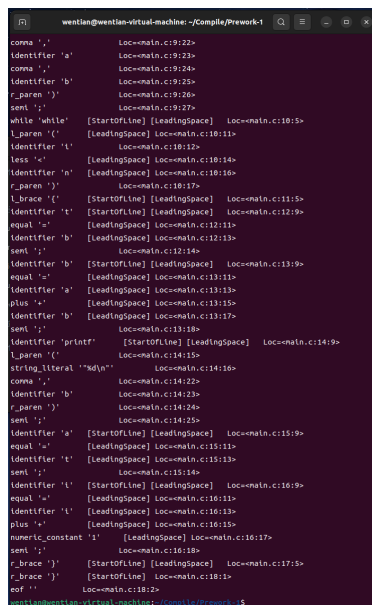 wentian@wentian-virtual-machine: ~/Compile/Prework-1
comma ',' Loc=<main.c:9:22>
identifier 'a' Loc=<main.c:9:23>
comma ',' Loc=<main.c:9:24>
identifier 'b' Loc=<main.c:9:25>
r_paren ')' Loc=<main.c:9:26>
semi ';' Loc=<main.c:9:27>
while 'while' [StartOfLine] [LeadingSpace] Loc=<main.c:10:5>
l_paren '(' [LeadingSpace] Loc=<main.c:10:11>
identifier 'i' Loc=<main.c:10:12>
less '<' [LeadingSpace] Loc=<main.c:10:14>
identifier 'n' [LeadingSpace] Loc=<main.c:10:16>
r_paren ')' Loc=<main.c:10:17>
l_brace '{' [StartOfLine] [LeadingSpace] Loc=<main.c:11:5>
identifier 't' [StartOfLine] [LeadingSpace] Loc=<main.c:12:9>
equal '=' [LeadingSpace] Loc=<main.c:12:11>
identifier 'b' [LeadingSpace] Loc=<main.c:12:13>
semi ';' Loc=<main.c:12:14>
identifier 'b' [StartOfLine] [LeadingSpace] Loc=<main.c:13:9>
equal '=' [LeadingSpace] Loc=<main.c:13:11>
identifier 'a' [LeadingSpace] Loc=<main.c:13:13>
plus '+' [LeadingSpace] Loc=<main.c:13:15>
identifier 'b' [LeadingSpace] Loc=<main.c:13:17>
semi ';' Loc=<main.c:13:18>
identifier 'printf' [StartOfLine] [LeadingSpace] Loc=<main.c:14:9>
l_paren '(' Loc=<main.c:14:15>
string_literal '"%d\n"' Loc=<main.c:14:16>
comma ',' Loc=<main.c:14:22>
identifier 'b' Loc=<main.c:14:23>
r_paren ')' Loc=<main.c:14:24>
semi ';' Loc=<main.c:14:25>
identifier 'a' [StartOfLine] [LeadingSpace] Loc=<main.c:15:9>
equal '=' [LeadingSpace] Loc=<main.c:15:11>
identifier 't' [LeadingSpace] Loc=<main.c:15:13>
semi ';' Loc=<main.c:15:14>
identifier 'i' [StartOfLine] [LeadingSpace] Loc=<main.c:16:9>
equal '=' [LeadingSpace] Loc=<main.c:16:11>
identifier 'i' [LeadingSpace] Loc=<main.c:16:13>
plus '+' [LeadingSpace] Loc=<main.c:16:15>
numeric_constant '1' [LeadingSpace] Loc=<main.c:16:17>
semi ';' Loc=<main.c:16:18>
r_brace '}' [StartOfLine] [LeadingSpace] Loc=<main.c:17:5>
r_brace '}' [StartOfLine] Loc=<main.c:18:1>
eof '' Loc=<main.c:18:2>
wentian@wentian-virtual-machine:~/Compile/Prework-1$